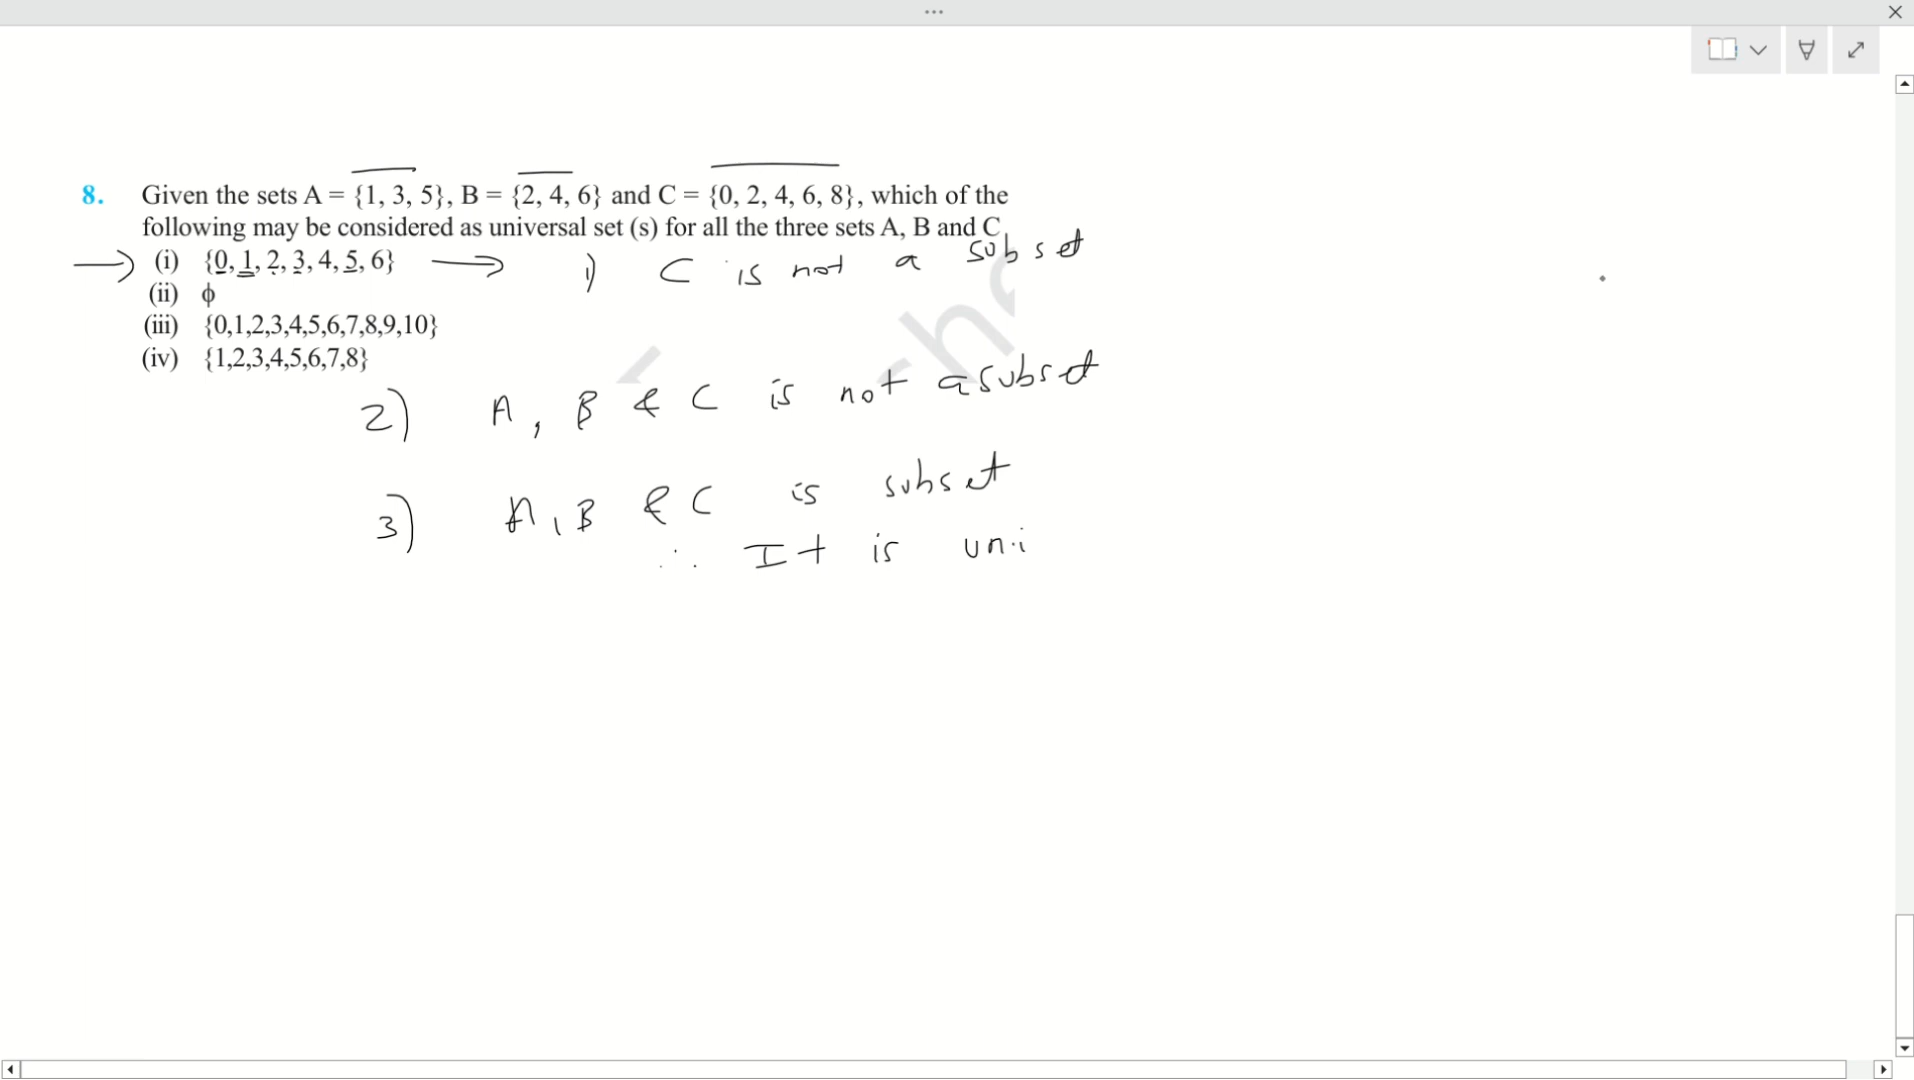 8. Given the sets A = {1, 3, 5}, B = {2, 4, 6} and C = {0, 2, 4, 6, 8}, which of the
following may be considered as universal set (s) for all the three sets A, B and C
(i) {0, 1, 2, 3, 4, 5, 6} 1) C is not a subset
(ii) ϕ
(iii) {0,1,2,3,4,5,6,7,8,9,10}
(iv) {1,2,3,4,5,6,7,8}
2) A, B & C is not a subset
3) A, B & C is subset
∴ It is uni